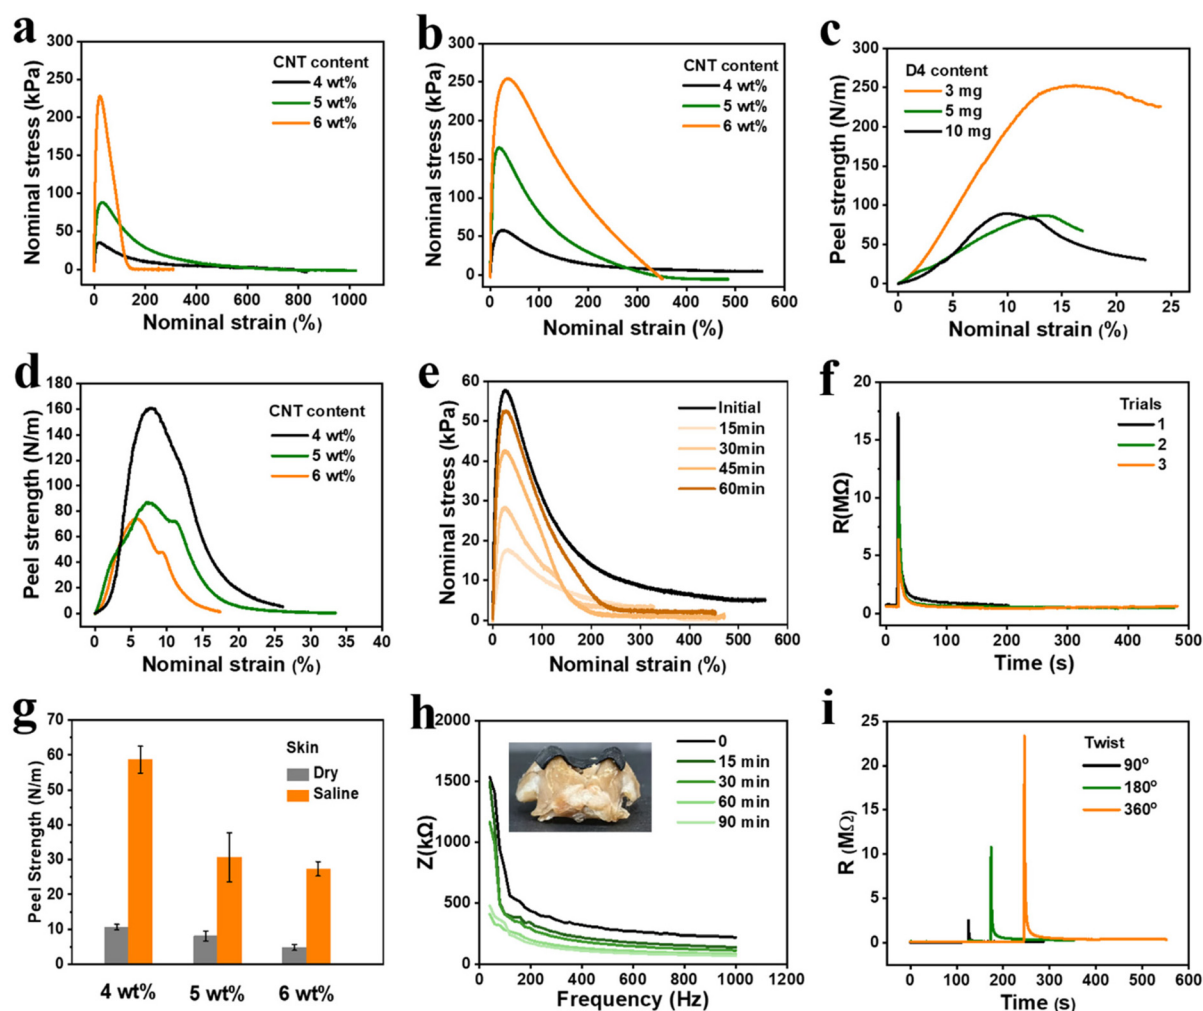 a
300
250
200
150
100
50
0
Nominal stress (kPa)
CNT content
4 wt%
5 wt%
6 wt%
0 200 400 600 800 1000
Nominal strain (%)
b
300
250
200
150
100
50
0
Nominal stress (kPa)
CNT content
4 wt%
5 wt%
6 wt%
0 100 200 300 400 500 600
Nominal strain (%)
c
300
250
200
150
100
50
0
Peel strength (N/m)
D4 content
3 mg
5 mg
10 mg
0 5 10 15 20 25
Nominal strain (%)
d
180
160
140
120
100
80
60
40
20
0
Peel strength (N/m)
CNT content
4 wt%
5 wt%
6 wt%
0 5 10 15 20 25 30 35 40
Nominal strain (%)
e
60
50
40
30
20
10
0
Nominal stress (kPa)
Initial
15min
30min
45min
60min
0 100 200 300 400 500 600
Nominal strain (%)
f
20
15
10
5
0
R(MΩ)
Trials
1
2
3
0 100 200 300 400 500
Time (s)
g
70
60
50
40
30
20
10
0
Peel Strength (N/m)
Skin
Dry
Saline
4 wt% 5 wt% 6 wt%
h
2000
1500
1000
500
0
Z(kΩ)
0
15 min
30 min
60 min
90 min
0 200 400 600 800 1000 1200
Frequency (Hz)
i
25
20
15
10
5
0
R (MΩ)
Twist
90º
180º
360º
0 100 200 300 400 500 600
Time (s)